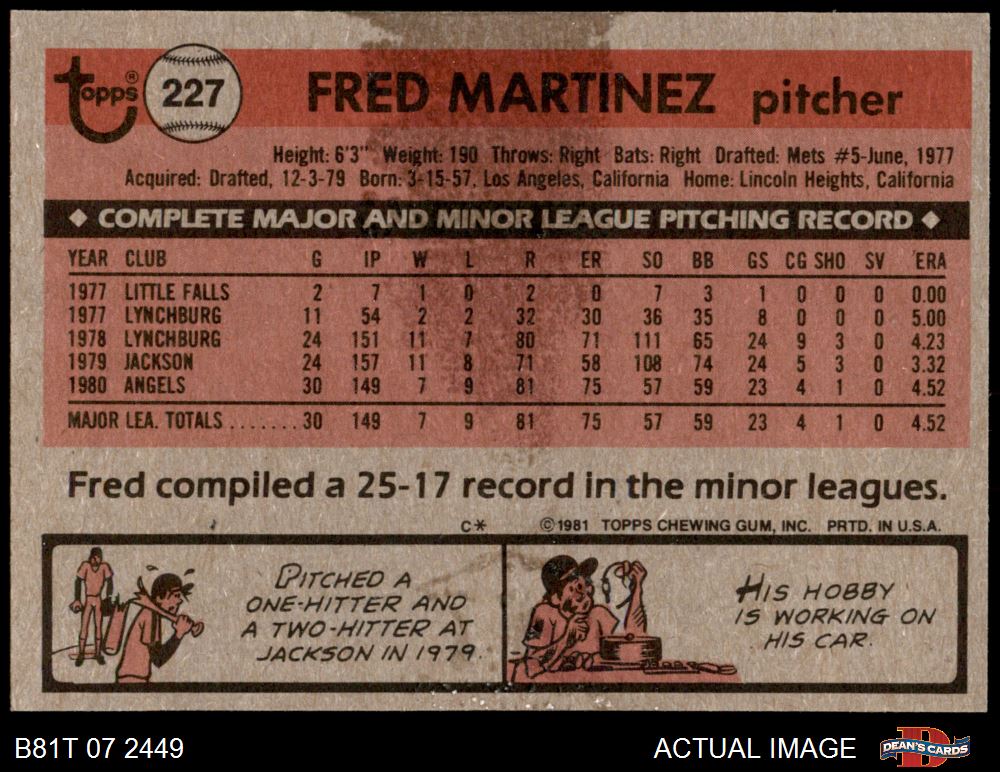 topps® 227 FRED MARTINEZ pitcher
Height: 6'3" Weight: 190 Throws: Right Bats: Right Drafted: Mets #5-June, 1977
Acquired: Drafted, 12-3-79 Born: 3-15-57, Los Angeles, California Home: Lincoln Heights, California
◆ COMPLETE MAJOR AND MINOR LEAGUE PITCHING RECORD ◆
YEAR CLUB G IP W L R ER SO BB GS CG SHO SV ERA
1977 LITTLE FALLS 2 7 1 0 2 0 7 3 1 0 0 0 0.00
1977 LYNCHBURG 11 54 2 2 32 30 36 35 8 0 0 0 5.00
1978 LYNCHBURG 24 151 11 7 80 71 111 65 24 9 3 0 4.23
1979 JACKSON 24 157 11 8 71 58 108 74 24 5 3 0 3.32
1980 ANGELS 30 149 7 9 81 75 57 59 23 4 1 0 4.52
MAJOR LEA. TOTALS ....... 30 149 7 9 81 75 57 59 23 4 1 0 4.52
Fred compiled a 25-17 record in the minor leagues.
C* ©1981 TOPPS CHEWING GUM, INC. PRTD. IN U.S.A.
PITCHED A
ONE-HITTER AND
A TWO-HITTER AT
JACKSON IN 1979.
HIS HOBBY
IS WORKING ON
HIS CAR.
B81T 07 2449 ACTUAL IMAGE DEAN'S CARDS